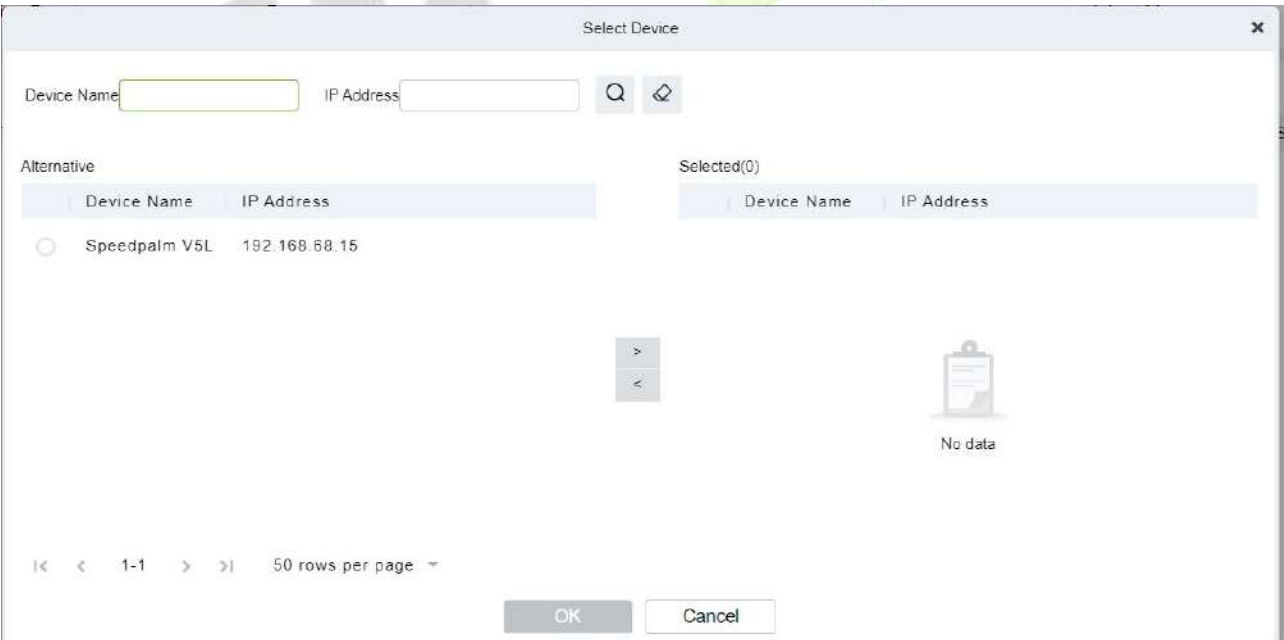 Select Device
Device Name IP Address
Alternative Selected(0)
Device Name IP Address Device Name IP Address
Speedpalm V5L 192.168.68.15
>
<
No data
1-1 50 rows per page
OK Cancel